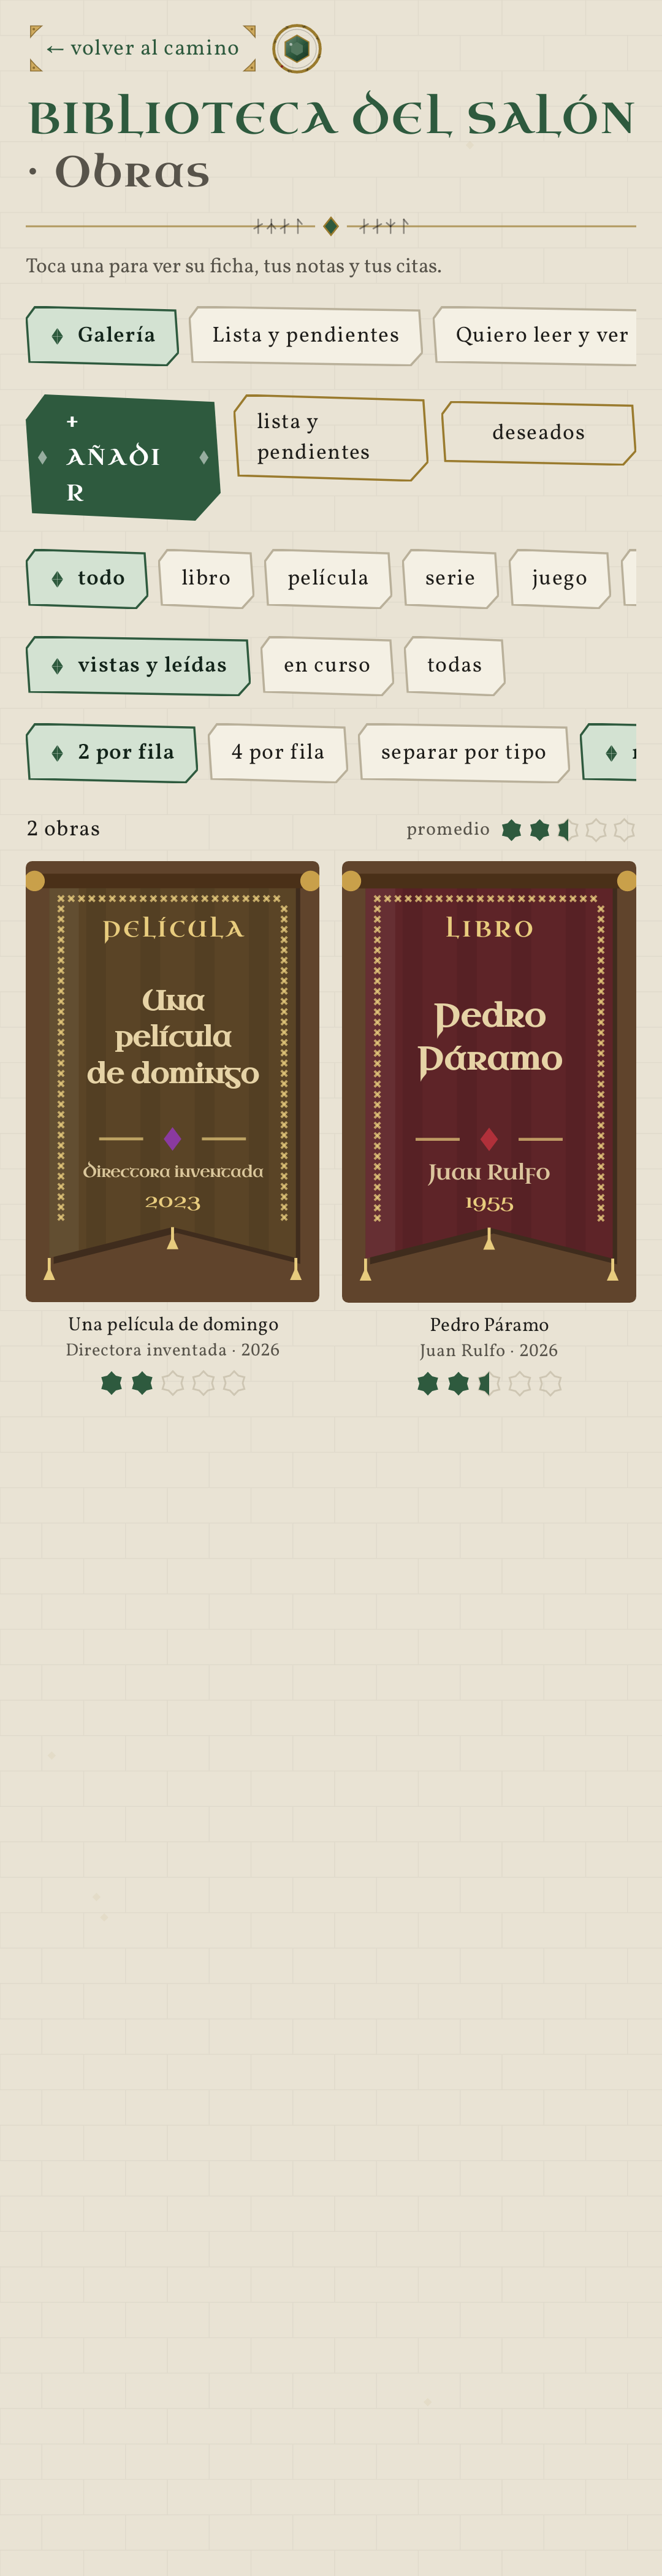 ← volver al camino
BIBLIOTECA DEL SALÓN
· Obras
Toca una para ver su ficha, tus notas y tus citas.
Galería Lista y pendientes Quiero leer y ver
+
AÑADI
R
lista y
pendientes
deseados
todo libro película serie juego
vistas y leídas en curso todas
2 por fila 4 por fila separar por tipo
2 obras promedio
PELÍCULA
Una
película
de domingo
Directora inventada
2023
LIBRO
Pedro
Páramo
Juan Rulfo
1955
Una película de domingo
Directora inventada · 2026
Pedro Páramo
Juan Rulfo · 2026